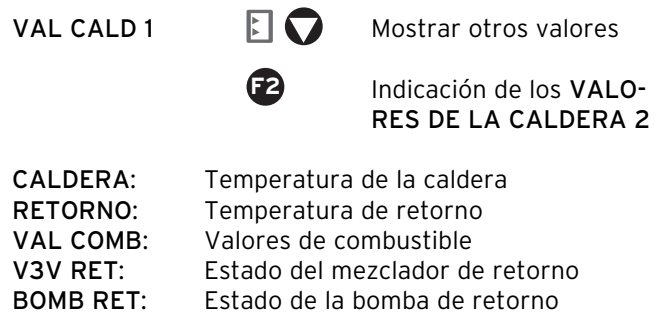 VAL CALD 1 Mostrar otros valores
F2 Indicación de los VALO-
RES DE LA CALDERA 2
CALDERA: Temperatura de la caldera
RETORNO: Temperatura de retorno
VAL COMB: Valores de combustible
V3V RET: Estado del mezclador de retorno
BOMB RET: Estado de la bomba de retorno